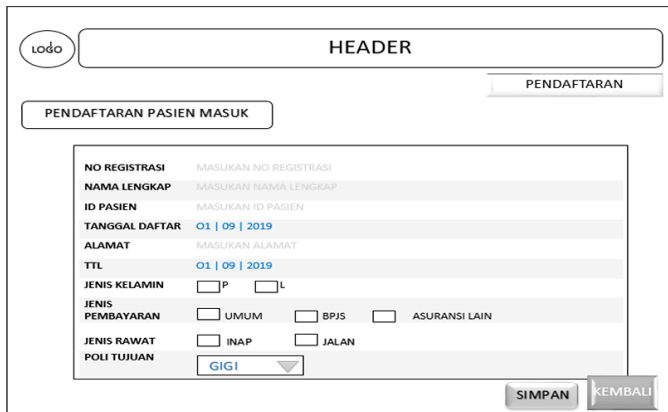 LOGO
HEADER
PENDAFTARAN
PENDAFTARAN PASIEN MASUK
NO REGISTRASI MASUKAN NO REGISTRASI
NAMA LENGKAP MASUKAN NAMA LENGKAP
ID PASIEN MASUKAN ID PASIEN
TANGGAL DAFTAR O1 | 09 | 2019
ALAMAT MASUKAN ALAMAT
TTL O1 | 09 | 2019
JENIS KELAMIN P L
JENIS
PEMBAYARAN UMUM BPJS ASURANSI LAIN
JENIS RAWAT INAP JALAN
POLI TUJUAN GIGI
SIMPAN KEMBALI